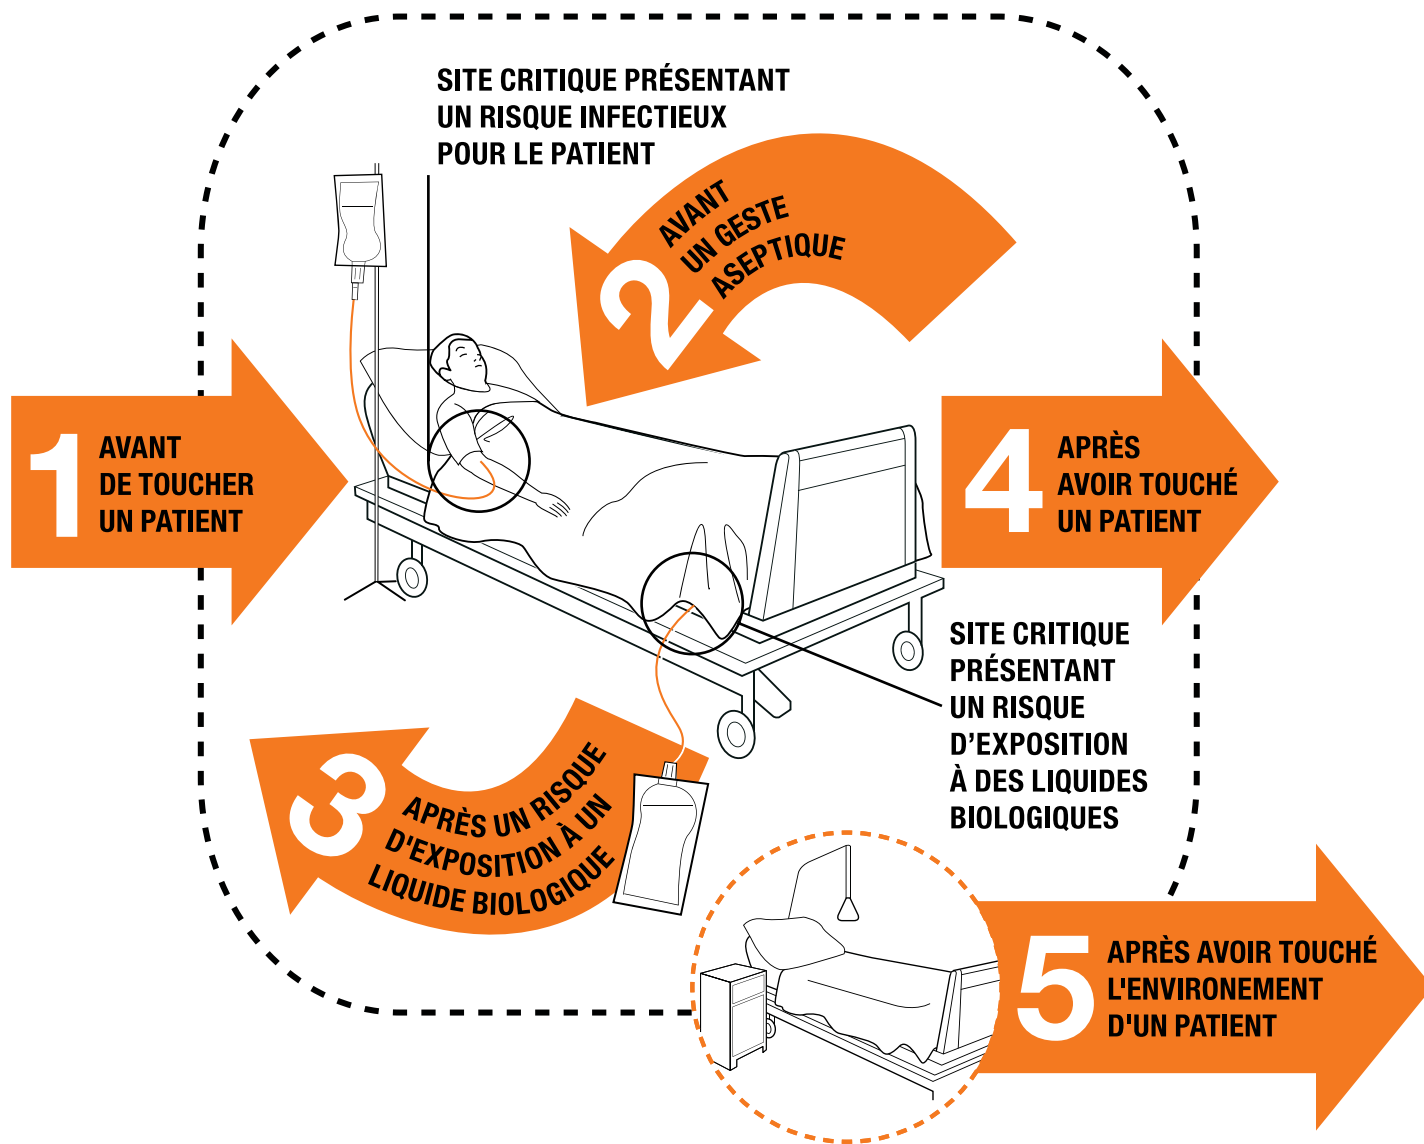 SITE CRITIQUE PRÉSENTANT
UN RISQUE INFECTIEUX
POUR LE PATIENT
1
AVANT
DE TOUCHER
UN PATIENT
2
AVANT
UN GESTE
ASEPTIQUE
3
APRÈS UN RISQUE
D'EXPOSITION À UN
LIQUIDE BIOLOGIQUE
4
APRÈS
AVOIR TOUCHÉ
UN PATIENT
SITE CRITIQUE
PRÉSENTANT
UN RISQUE
D’EXPOSITION
À DES LIQUIDES
BIOLOGIQUES
5
APRÈS AVOIR TOUCHÉ
L'ENVIRONEMENT
D'UN PATIENT